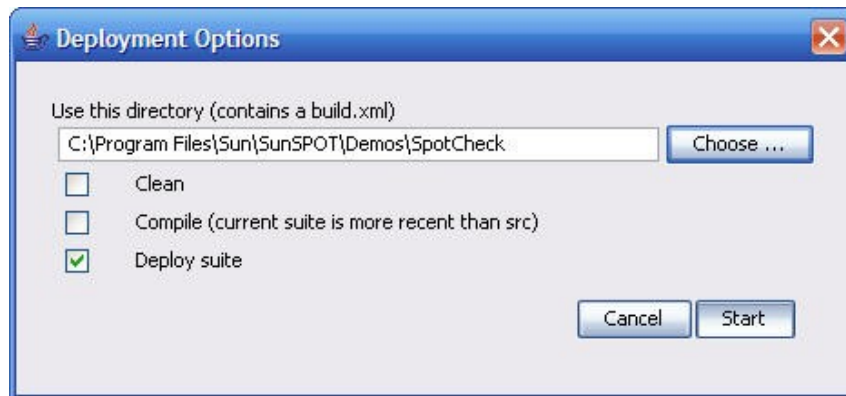 Deployment Options
Use this directory (contains a build.xml)
C:\Program Files\Sun\SunSPOT\Demos\SpotCheck
Choose ...
Clean
Compile (current suite is more recent than src)
Deploy suite
Cancel
Start